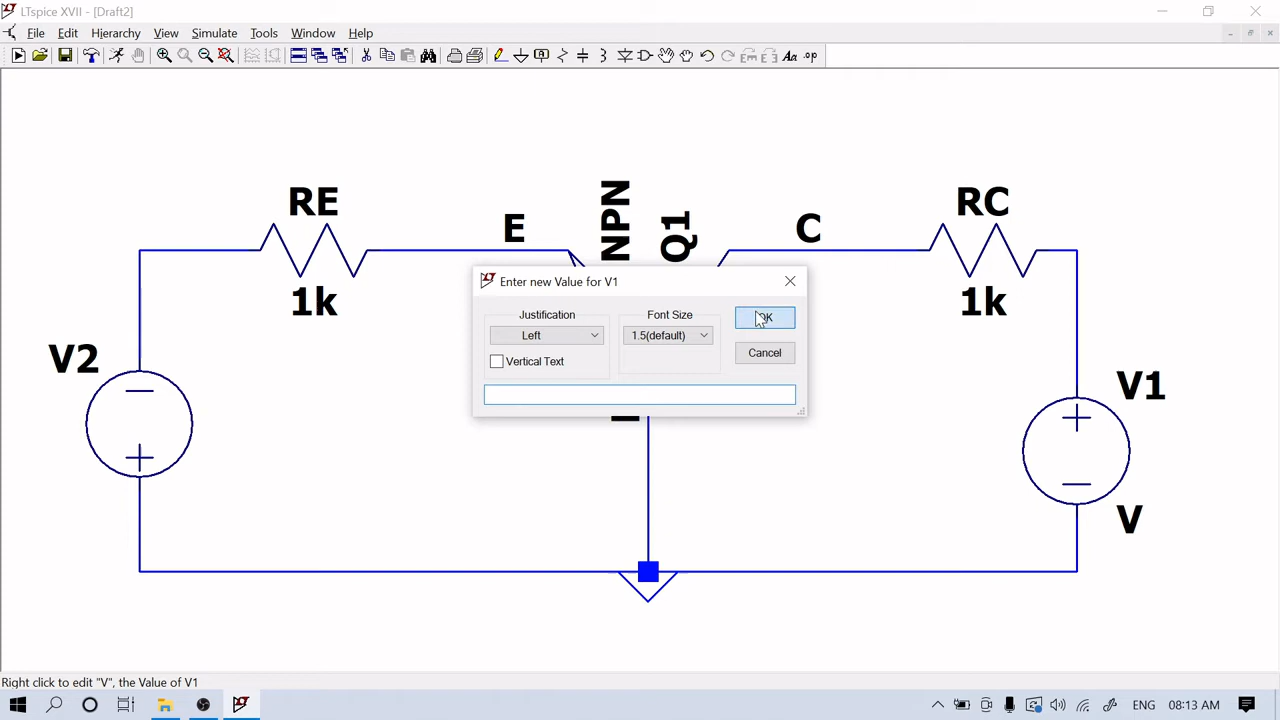 LTspice XVII - [Draft2]
File Edit Hierarchy View Simulate Tools Window Help
RE
E
NPN
Q1
C
RC
1k
1k
V2
V1
V
Enter new Value for V1
Justification
Left
Vertical Text
Font Size
1.5(default)
OK
Cancel
Right click to edit "V", the Value of V1
ENG 08:13 AM